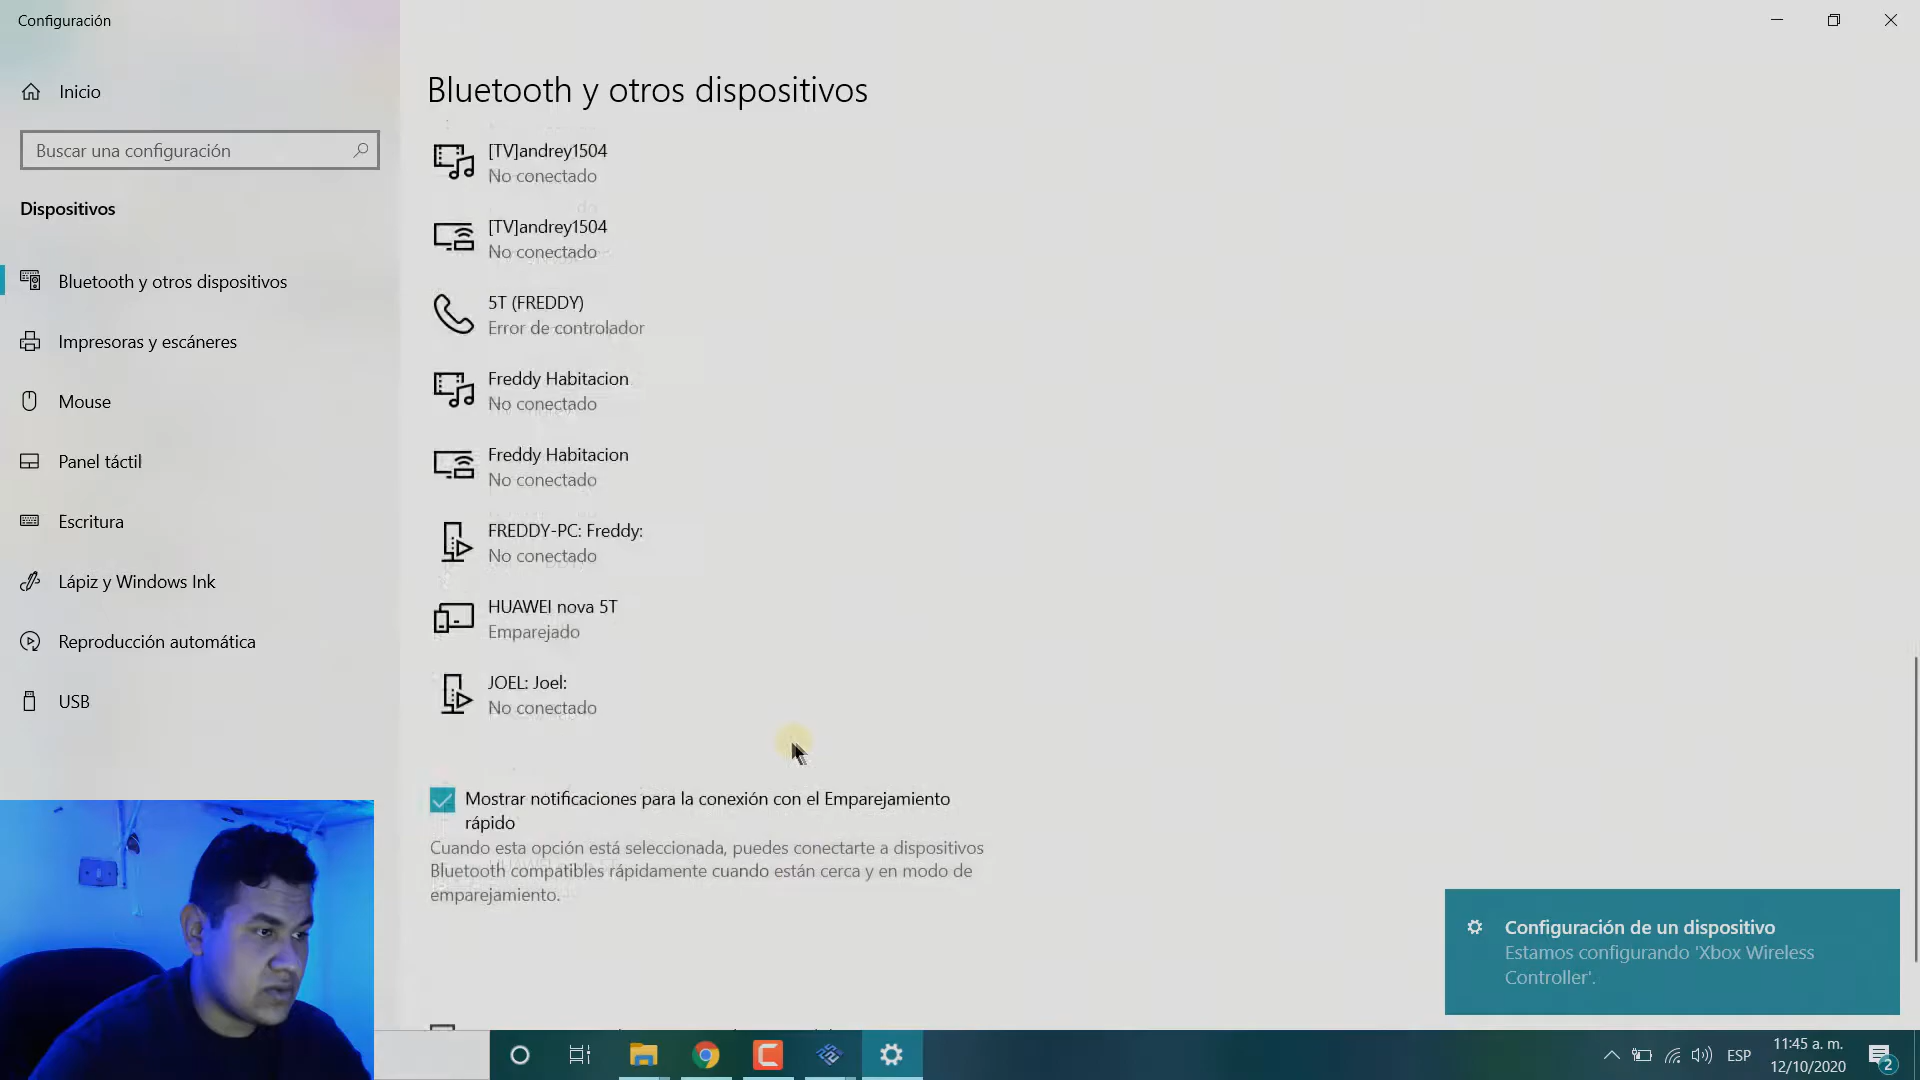 Configuración
Inicio
Buscar una configuración
Dispositivos
Bluetooth y otros dispositivos
Impresoras y escáneres
Mouse
Panel táctil
Escritura
Lápiz y Windows Ink
Reproducción automática
USB
Bluetooth y otros dispositivos
[TV]andrey1504
No conectado
[TV]andrey1504
No conectado
5T (FREDDY)
Error de controlador
Freddy Habitacion
No conectado
Freddy Habitacion
No conectado
FREDDY-PC: Freddy:
No conectado
HUAWEI nova 5T
Emparejado
JOEL: Joel:
No conectado
Mostrar notificaciones para la conexión con el Emparejamiento
rápido
Cuando esta opción está seleccionada, puedes conectarte a dispositivos
Bluetooth compatibles rápidamente cuando están cerca y en modo de
emparejamiento.
Configuración de un dispositivo
Estamos configurando 'Xbox Wireless
Controller'.
ESP
11:45 a. m.
12/10/2020
2